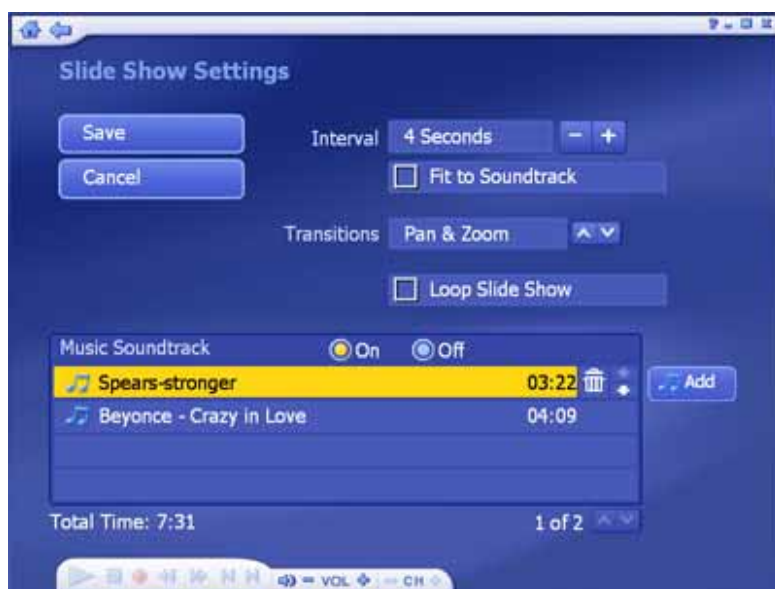 Slide Show Settings
Save
Interval 4 Seconds − +
Cancel
Fit to Soundtrack
Transitions Pan & Zoom
Loop Slide Show
Music Soundtrack On Off
Spears-stronger 03:22
Add
Beyonce - Crazy in Love 04:09
Total Time: 7:31 1 of 2
− VOL + − CH +